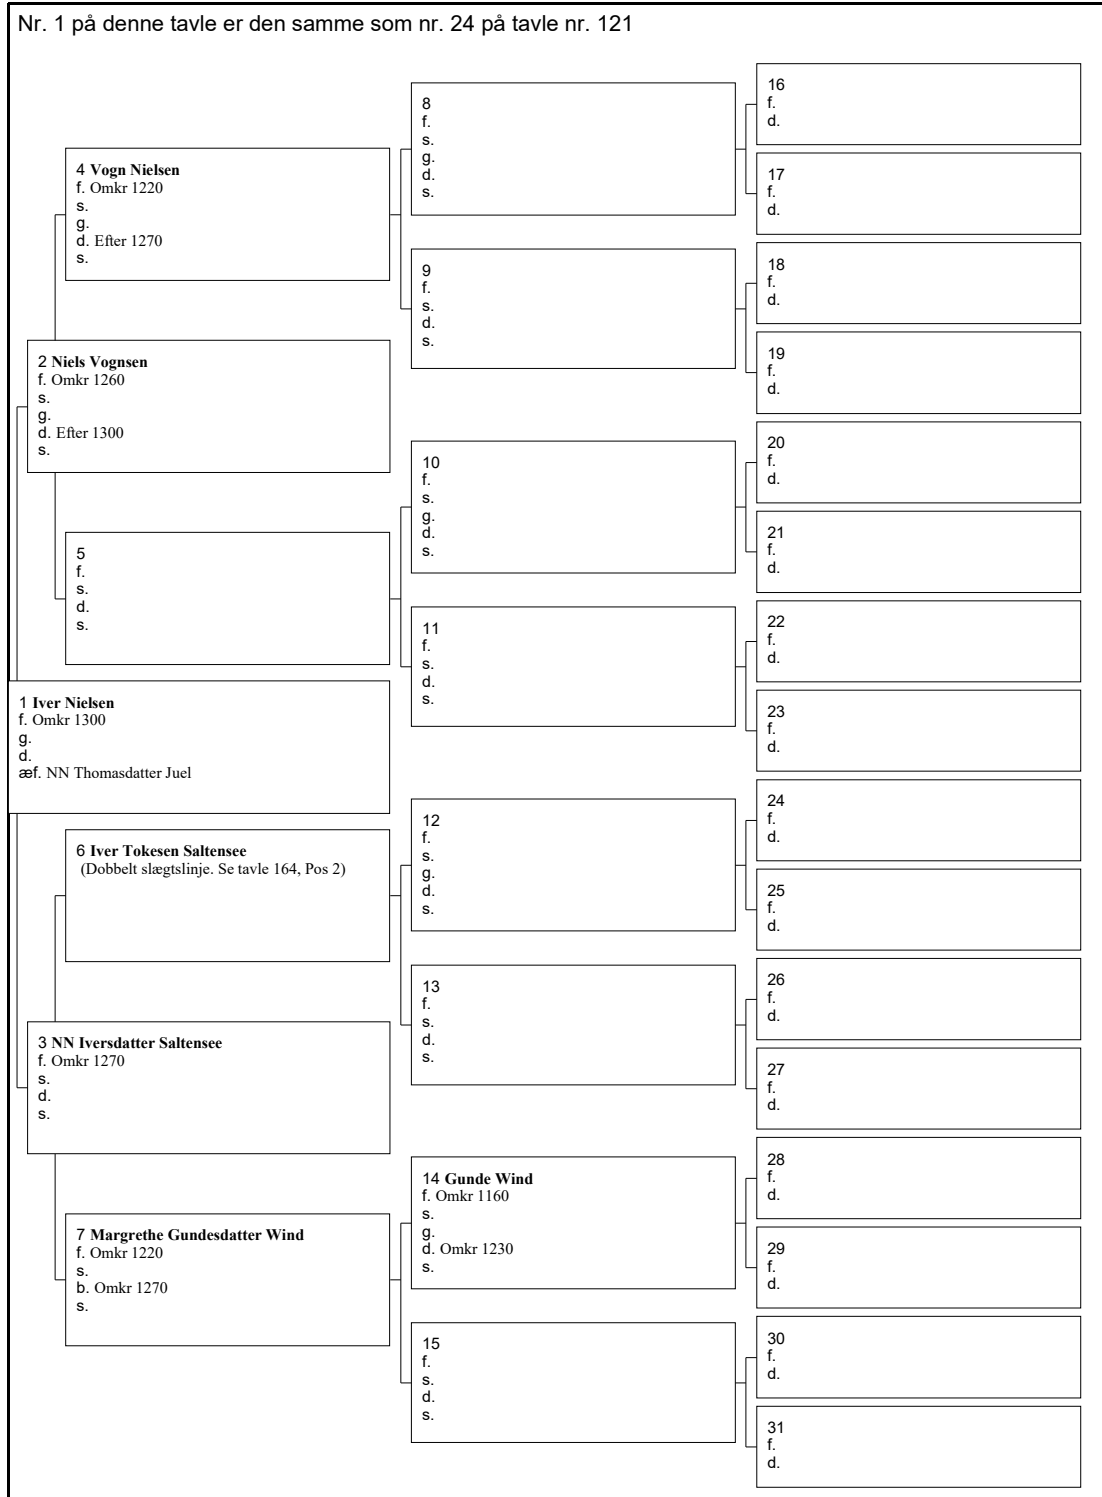 Nr. 1 på denne tavle er den samme som nr. 24 på tavle nr. 121
1 Iver Nielsen
f. Omkr 1300
g.
d.
æf. NN Thomasdatter Juel
2 Niels Vognsen
f. Omkr 1260
s.
g.
d. Efter 1300
s.
3 NN Iversdatter Saltensee
f. Omkr 1270
s.
d.
s.
4 Vogn Nielsen
f. Omkr 1220
s.
g.
d. Efter 1270
s.
5
f.
s.
d.
s.
6 Iver Tokesen Saltensee
(Dobbelt slægtslinje. Se tavle 164, Pos 2)
7 Margrethe Gundesdatter Wind
f. Omkr 1220
s.
b. Omkr 1270
s.
8
f.
s.
g.
d.
s.
9
f.
s.
d.
s.
10
f.
s.
g.
d.
s.
11
f.
s.
d.
s.
12
f.
s.
g.
d.
s.
13
f.
s.
d.
s.
14 Gunde Wind
f. Omkr 1160
s.
g.
d. Omkr 1230
s.
15
f.
s.
d.
s.
16
f.
d.
17
f.
d.
18
f.
d.
19
f.
d.
20
f.
d.
21
f.
d.
22
f.
d.
23
f.
d.
24
f.
d.
25
f.
d.
26
f.
d.
27
f.
d.
28
f.
d.
29
f.
d.
30
f.
d.
31
f.
d.